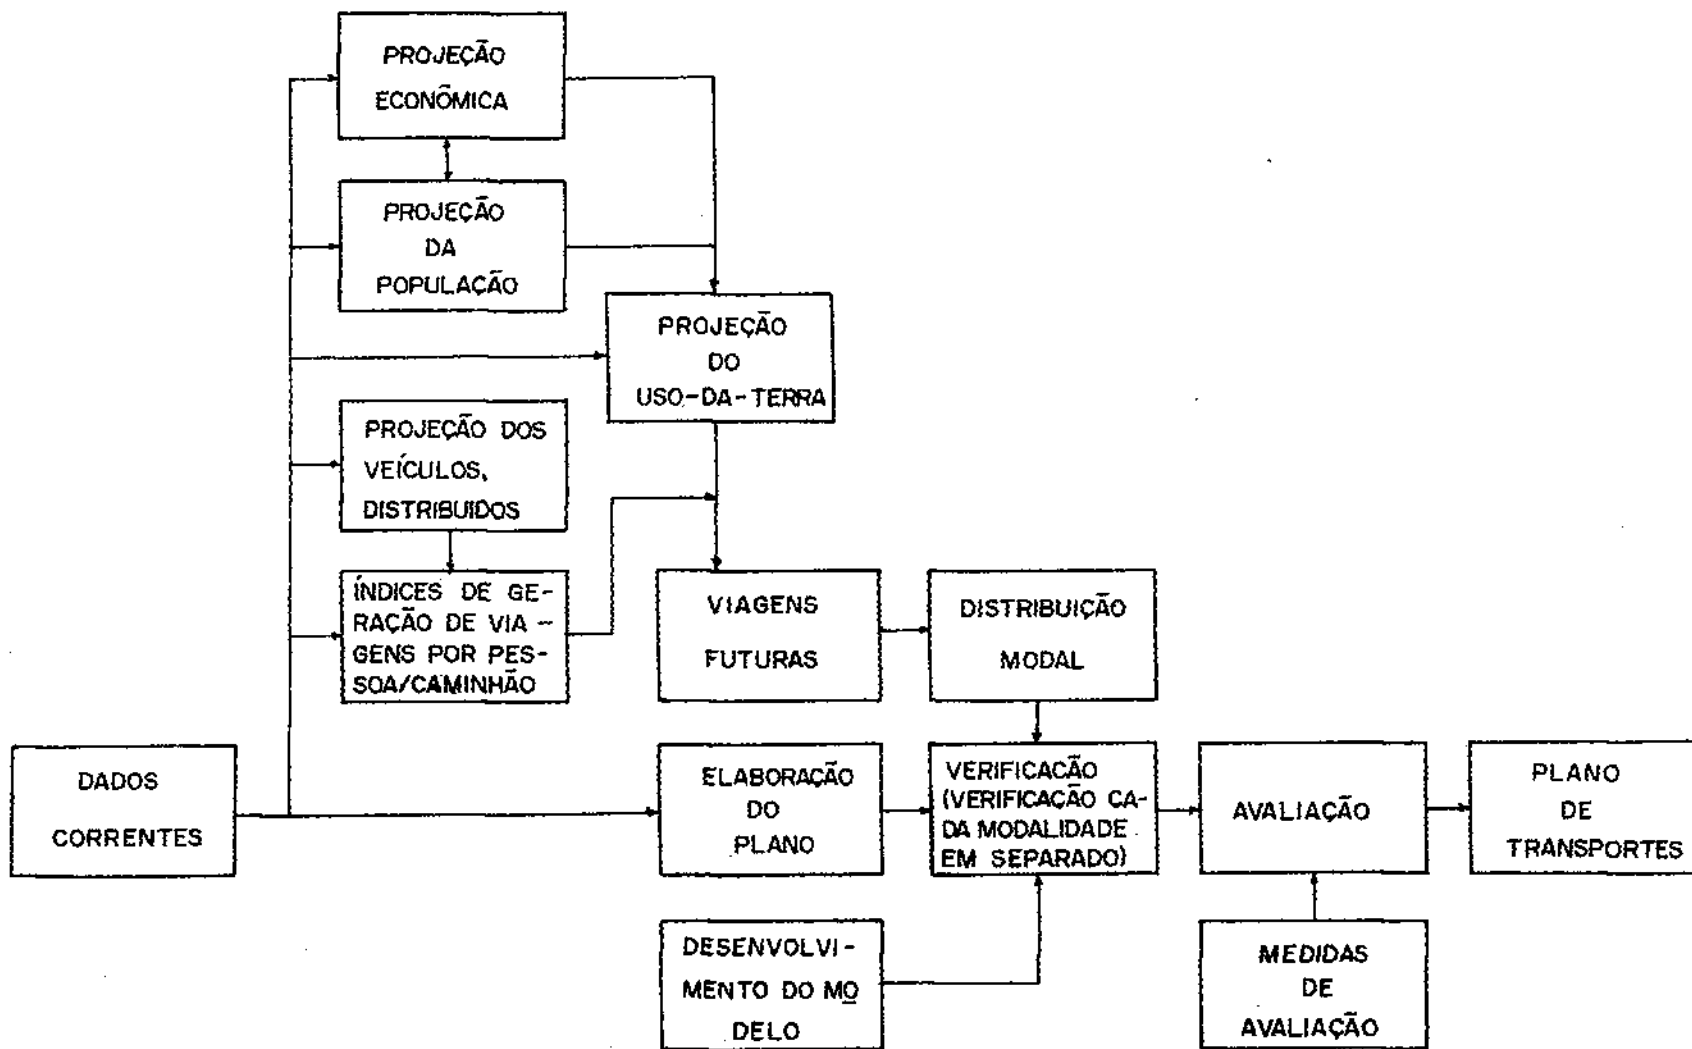 PROJEÇÃO
ECONÔMICA
PROJEÇÃO
DA
POPULAÇÃO
PROJEÇÃO
DO
USO-DA-TERRA
PROJEÇÃO DOS
VEÍCULOS,
DISTRIBUIDOS
ÍNDICES DE GE-
RAÇÃO DE VIA-
GENS POR PES-
SOA/CAMINHÃO
VIAGENS
FUTURAS
DISTRIBUIÇÃO
MODAL
DADOS
CORRENTES
ELABORAÇÃO
DO
PLANO
VERIFICACÃO
(VERIFICAÇÃO CA-
DA MODALIDADE
EM SEPARADO)
AVALIAÇÃO
PLANO
DE
TRANSPORTES
DESENVOLVI-
MENTO DO MO
DELO
MEDIDAS
DE
AVALIAÇÃO